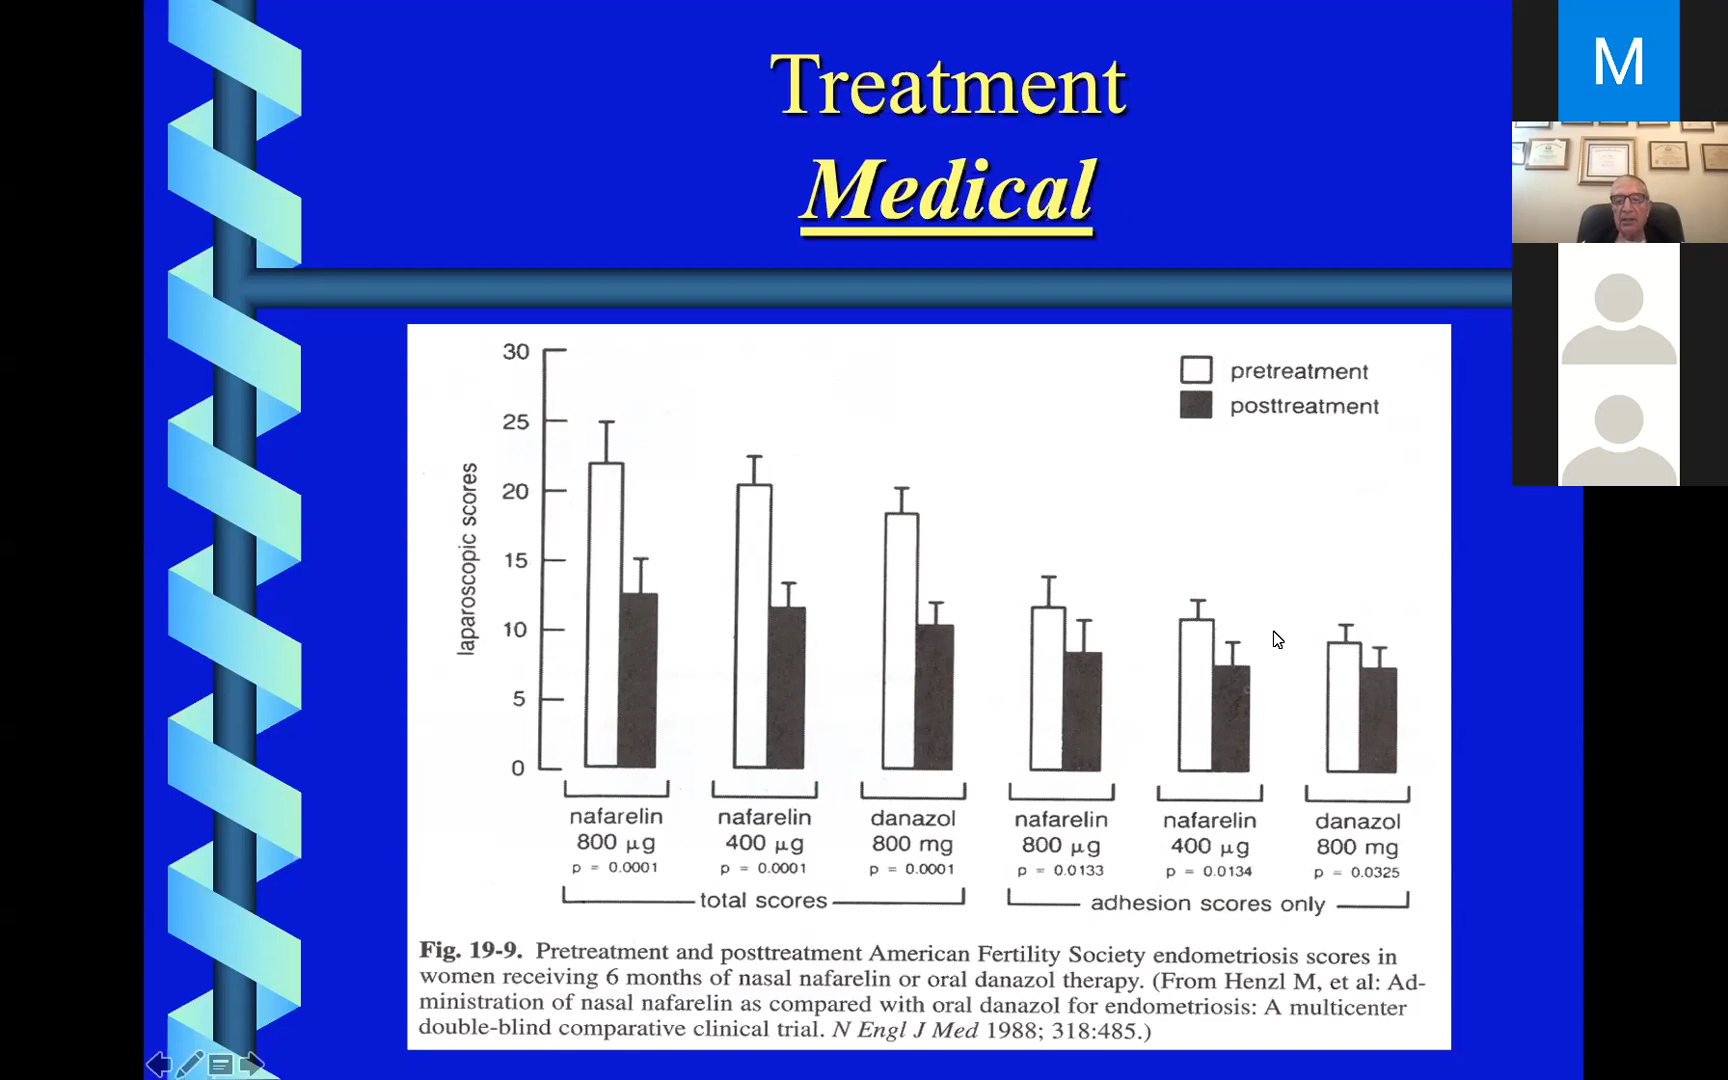 Treatment
Medical
M
30
25
20
15
10
5
0
laparoscopic scores
pretreatment
posttreatment
nafarelin
800 μg
p = 0.0001
nafarelin
400 μg
p = 0.0001
danazol
800 mg
p = 0.0001
nafarelin
800 μg
p = 0.0133
nafarelin
400 μg
p = 0.0134
danazol
800 mg
p = 0.0325
total scores
adhesion scores only
Fig. 19-9. Pretreatment and posttreatment American Fertility Society endometriosis scores in
women receiving 6 months of nasal nafarelin or oral danazol therapy. (From Henzl M, et al: Ad-
ministration of nasal nafarelin as compared with oral danazol for endometriosis: A multicenter
double-blind comparative clinical trial. N Engl J Med 1988; 318:485.)